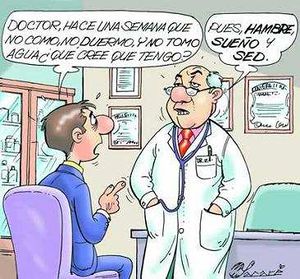 DOCTOR, HACE UNA SEMANA QUE
NO COMO, NO DUERMO, Y NO TOMO
AGUA ¿QUE CREE QUE TENGO?
PUES, HAMBRE,
SUEÑO Y
SED.